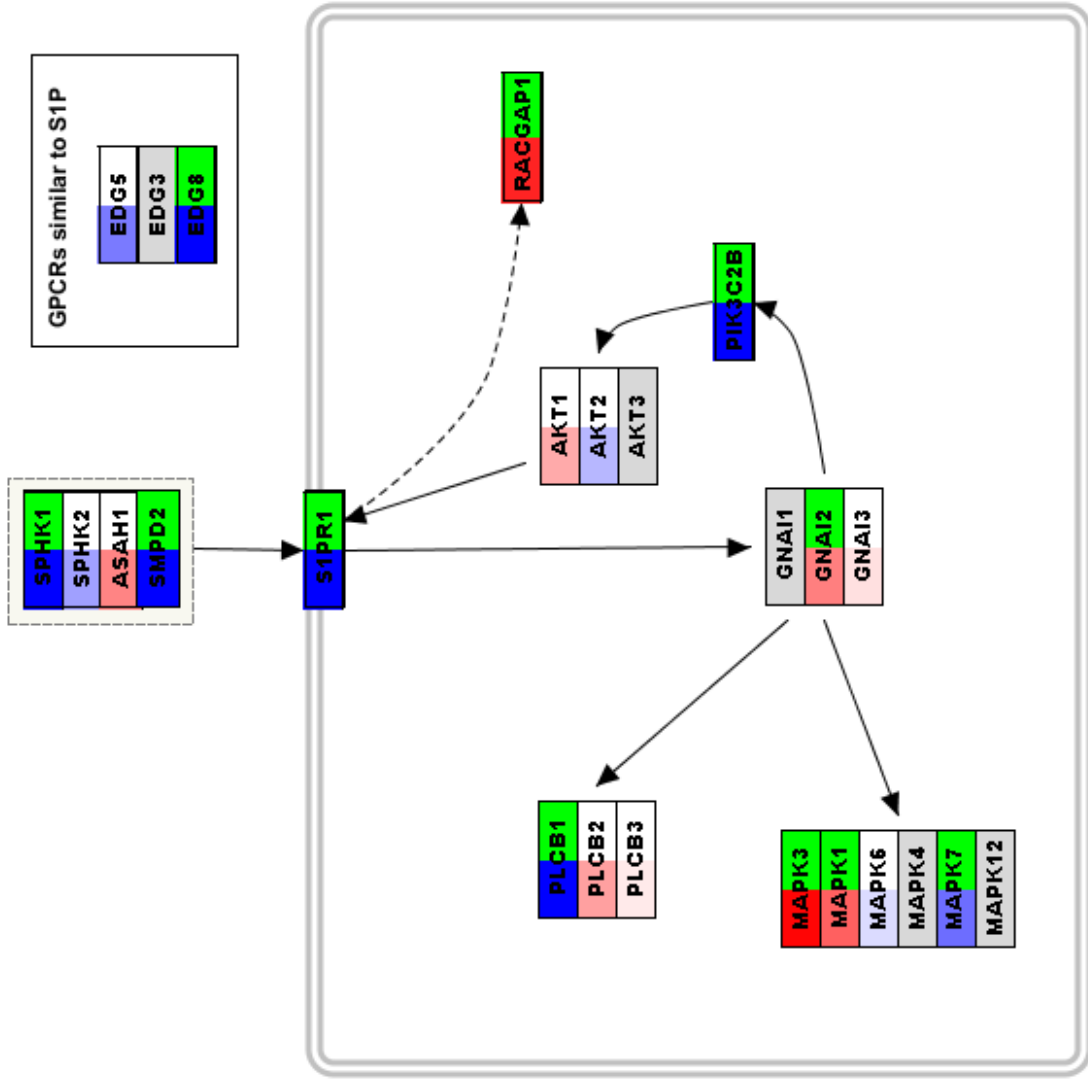 GPCRs similar to S1P
EDG5
EDG3
EDG8
RACGAP1
PIK3C2B
AKT1
AKT2
AKT3
SPHK1
SPHK2
ASAH1
SMPD2
S1PR1
GNAI1
GNAI2
GNAI3
PLCB1
PLCB2
PLCB3
MAPK3
MAPK1
MAPK6
MAPK4
MAPK7
MAPK12